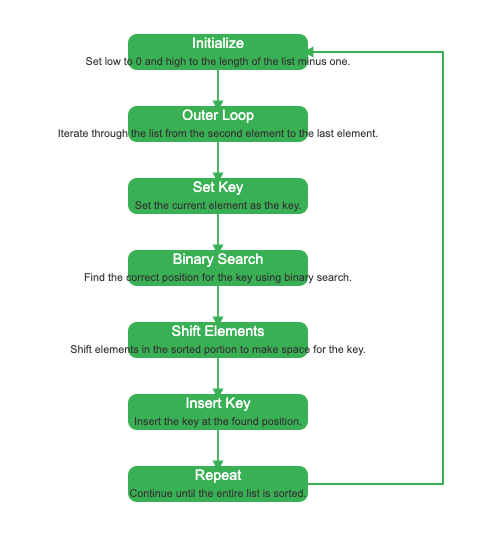 Initialize
Set low to 0 and high to the length of the list minus one.
Outer Loop
Iterate through the list from the second element to the last element.
Set Key
Set the current element as the key.
Binary Search
Find the correct position for the key using binary search.
Shift Elements
Shift elements in the sorted portion to make space for the key.
Insert Key
Insert the key at the found position.
Repeat
Continue until the entire list is sorted.